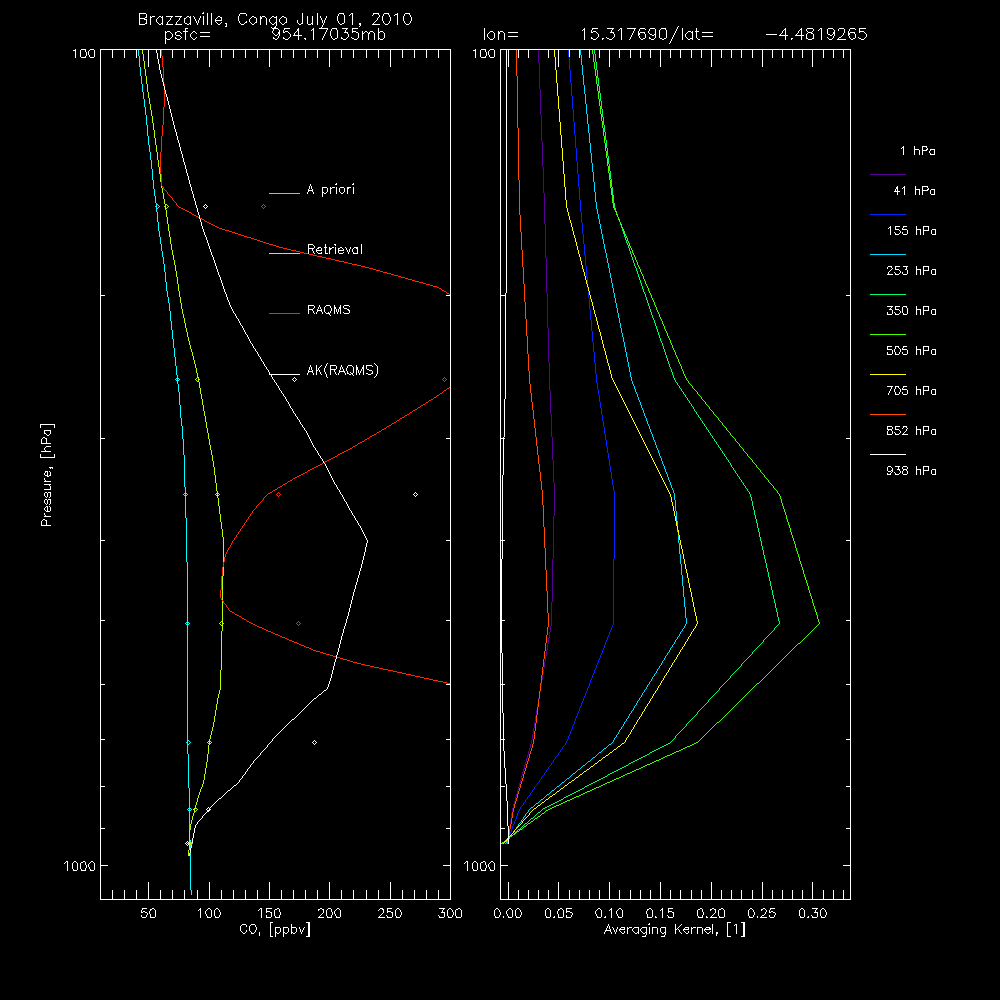 Brazzaville, Congo July 01, 2010
psfc= 954.17035mb lon= 15.317690/lat= -4.4819265
100 100
1 hPa
A priori 41 hPa
155 hPa
Retrieval
253 hPa
RAQMS 350 hPa
505 hPa
AK(RAQMS)
705 hPa
852 hPa
938 hPa
Pressure, [hPa]
1000 1000
50 100 150 200 250 300 0.00 0.05 0.10 0.15 0.20 0.25 0.30
CO, [ppbv] Averaging Kernel, [1]